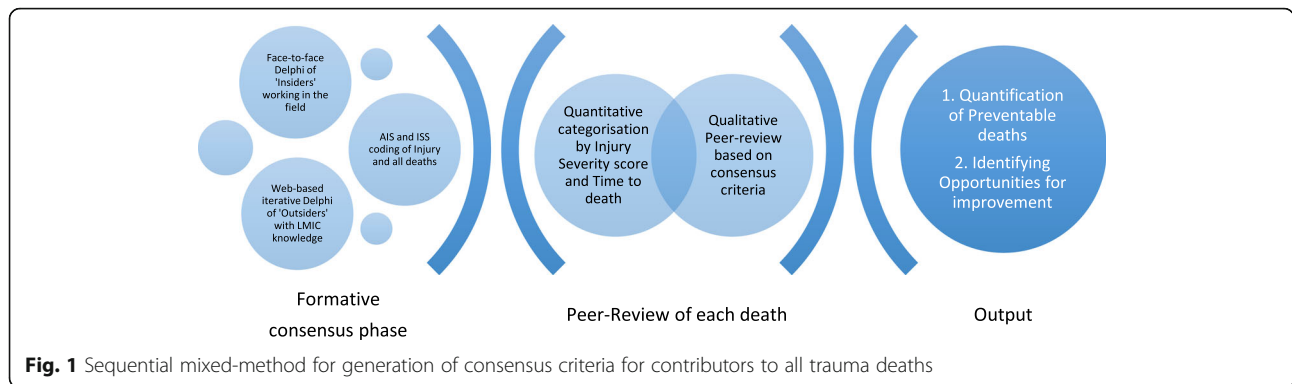 Face-to-face
Delphi of
'Insiders'
working in the
field
AIS and ISS
coding of Injury
and all deaths
Web-based
iterative Delphi
of 'Outsiders'
with LMIC
knowledge
Formative
consensus phase
Quantitative
categorisation
by Injury
Severity score
and Time to
death
Qualitative
Peer-review
based on
consensus
criteria
Peer-Review of each death
1. Quantification
of Preventable
deaths
2. Identifying
Opportunities for
improvement
Output
Fig. 1 Sequential mixed-method for generation of consensus criteria for contributors to all trauma deaths